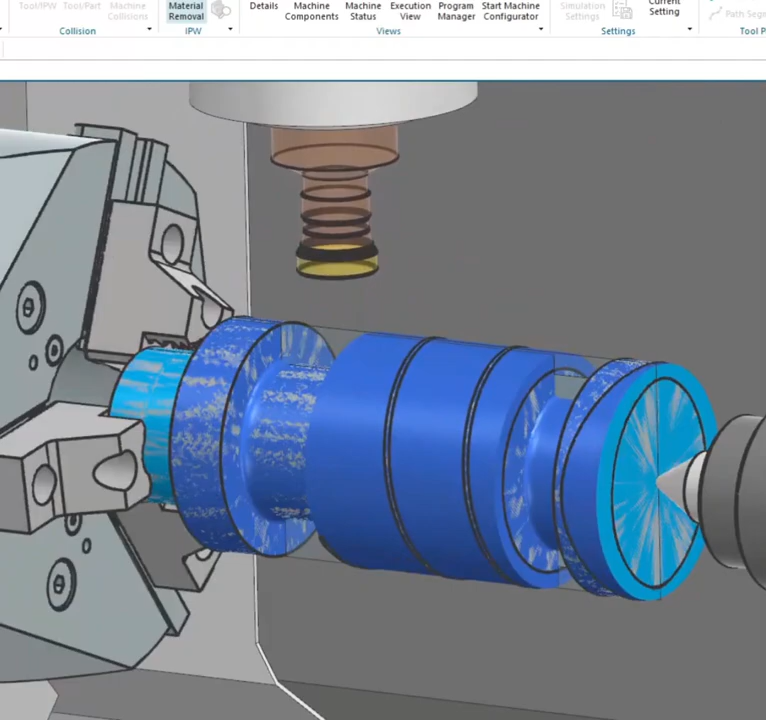 Tool/IPW Tool/Part Machine Collisions
Material Removal
Details Machine Components Machine Status Execution View Program Manager Start Machine Configurator
Simulation Settings Current Setting
Collision IPW Views Settings